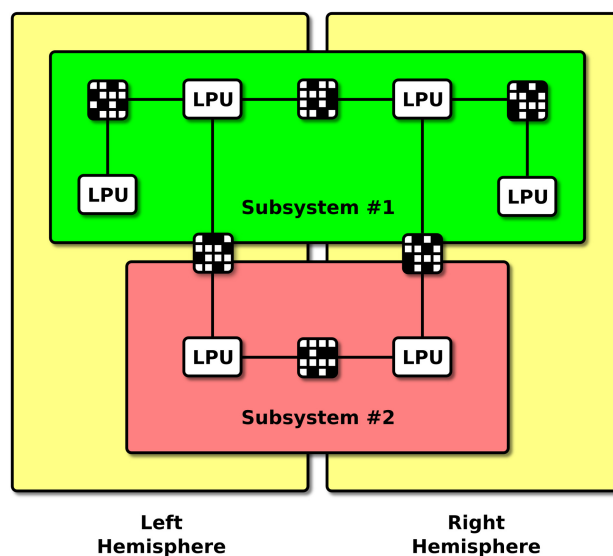 LPU
LPU
LPU
LPU
Subsystem #1
LPU
LPU
Subsystem #2
Left
Hemisphere
Right
Hemisphere